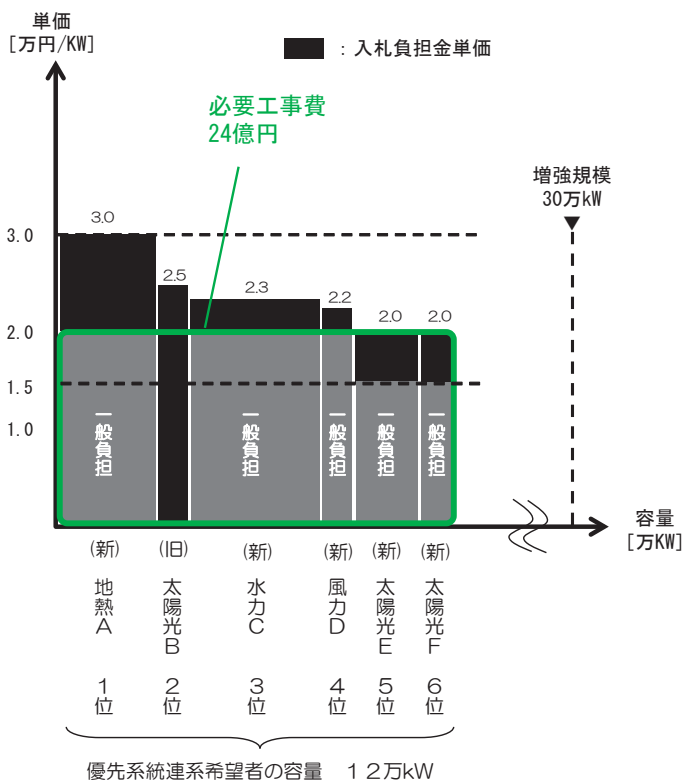 単価
[万円/KW]
：入札負担金単価
必要工事費
24億円
増強規模
30万kW
3.0
2.5
2.3
2.2
2.0
2.0
3.0
2.0
1.5
1.0
一般負担
一般負担
一般負担
一般負担
一般負担
容量
[万KW]
(新)
(旧)
(新)
(新)
(新)
(新)
地熱A
太陽光B
水力C
風力D
太陽光E
太陽光F
1位
2位
3位
4位
5位
6位
優先系統連系希望者の容量　１２万kW